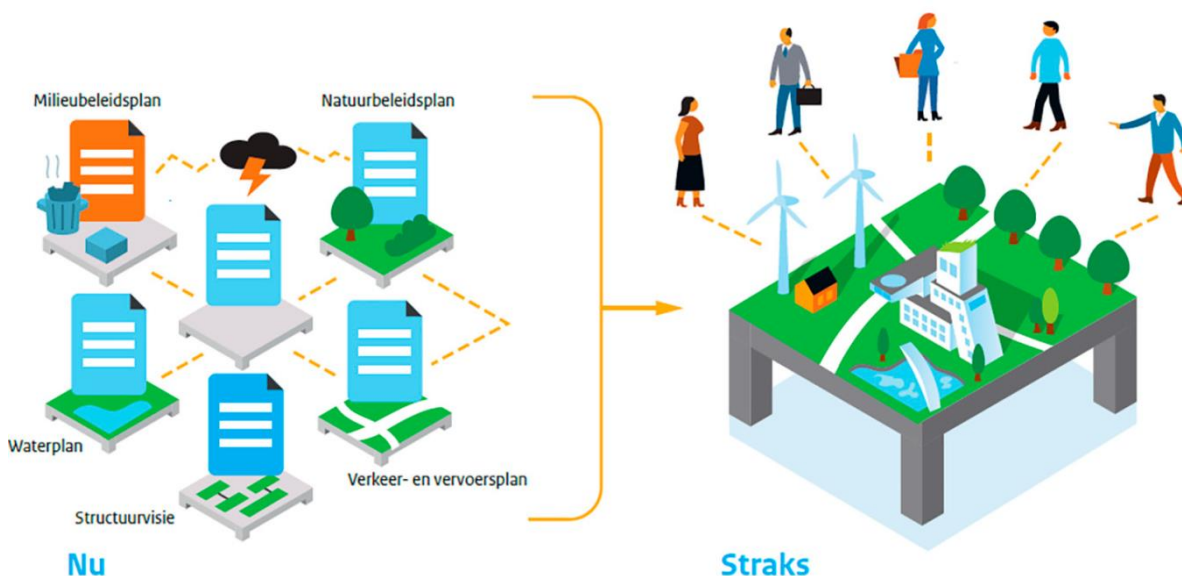 Milieubeleidsplan
Natuurbeleidsplan
Waterplan
Verkeer- en vervoersplan
Structuurvisie
Nu
Straks